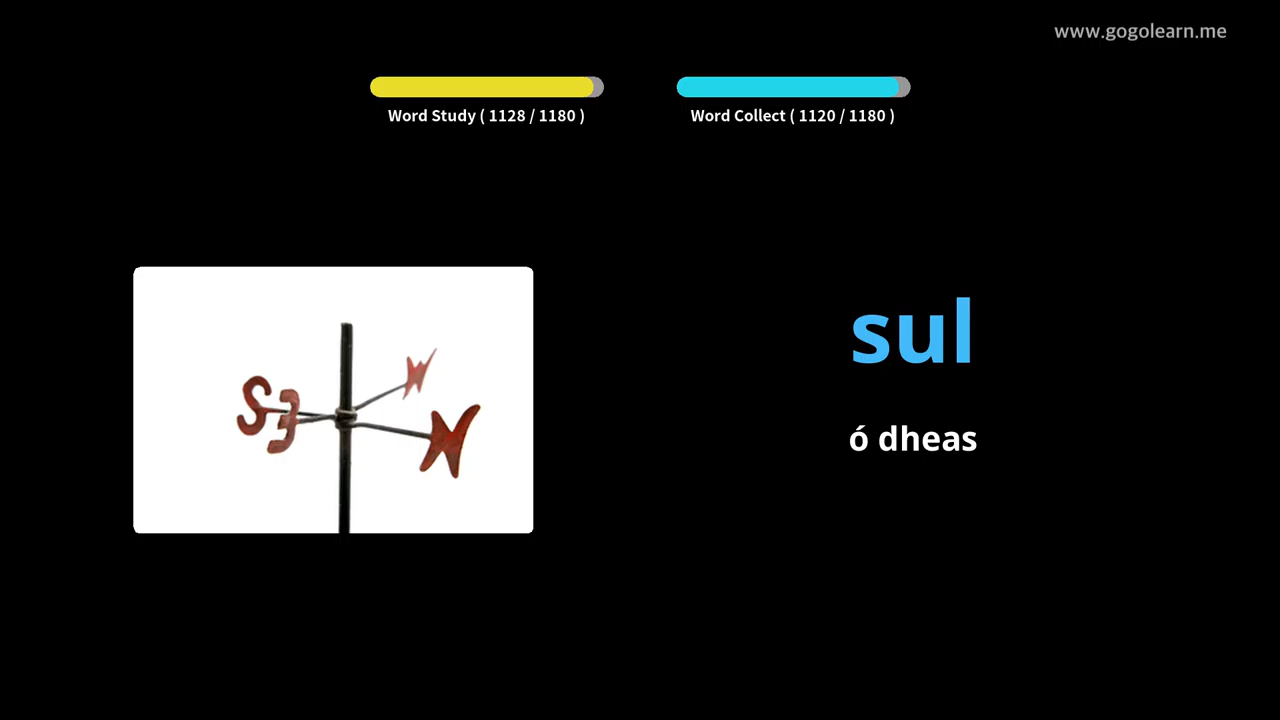 www.gogolearn.me
Word Study ( 1128 / 1180 )
Word Collect ( 1120 / 1180 )
S E N
sul
ó dheas